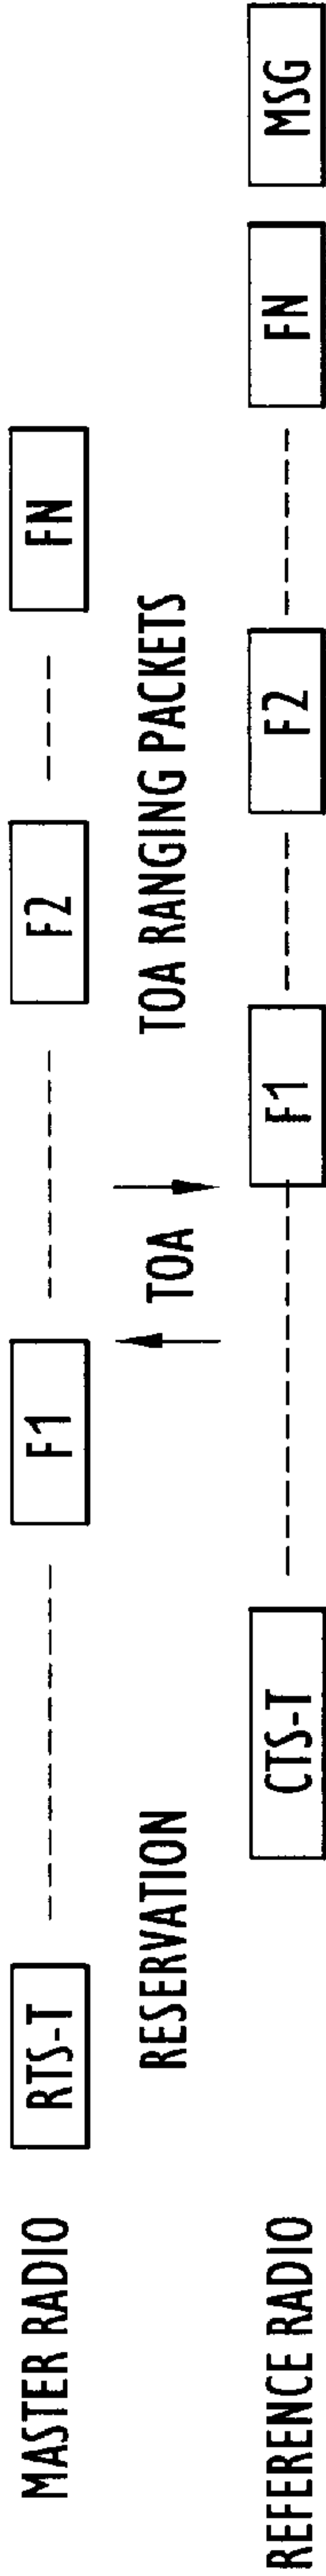 MASTER RADIO RTS-T F1 F2 FN
RESERVATION TOA TOA RANGING PACKETS
REFERENCE RADIO CTS-T F1 F2 FN MSG